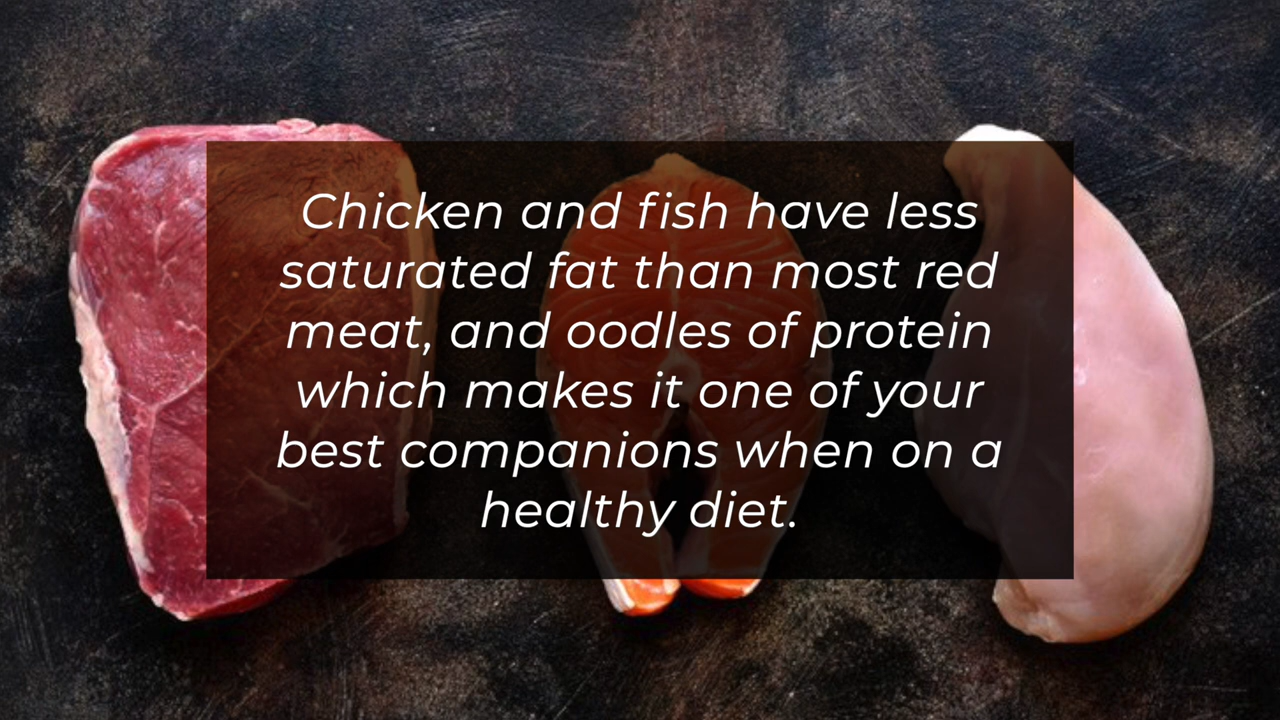 Chicken and fish have less
saturated fat than most red
meat, and oodles of protein
which makes it one of your
best companions when on a
healthy diet.